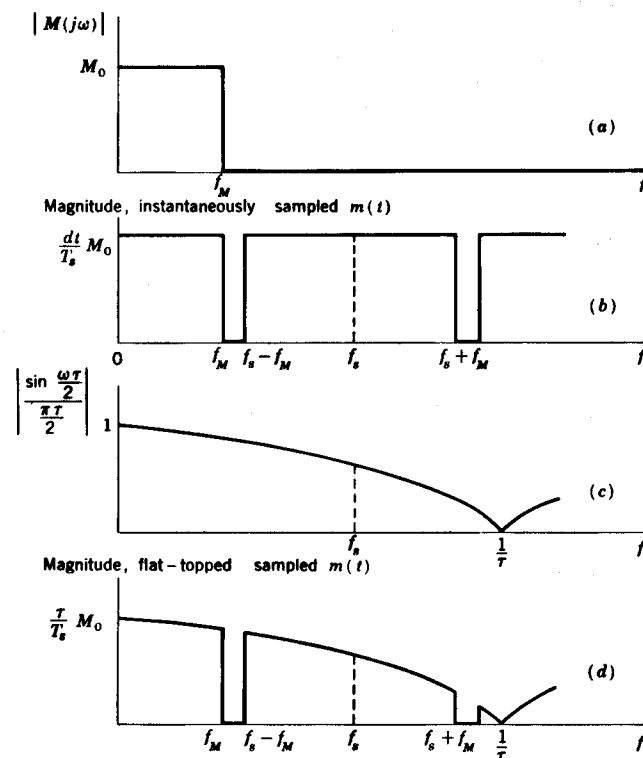 | M(jω) |
M₀
(a)
f_M
f
Magnitude, instantaneously sampled m(t)
dt/T_s M₀
(b)
0
f_M
f_s − f_M
f_s
f_s + f_M
f
| sin ωτ/2 / πτ/2 |
1
(c)
f_s
1/τ
f
Magnitude, flat-topped sampled m(t)
τ/T_s M₀
(d)
f_M
f_s − f_M
f_s
f_s + f_M
1/τ
f